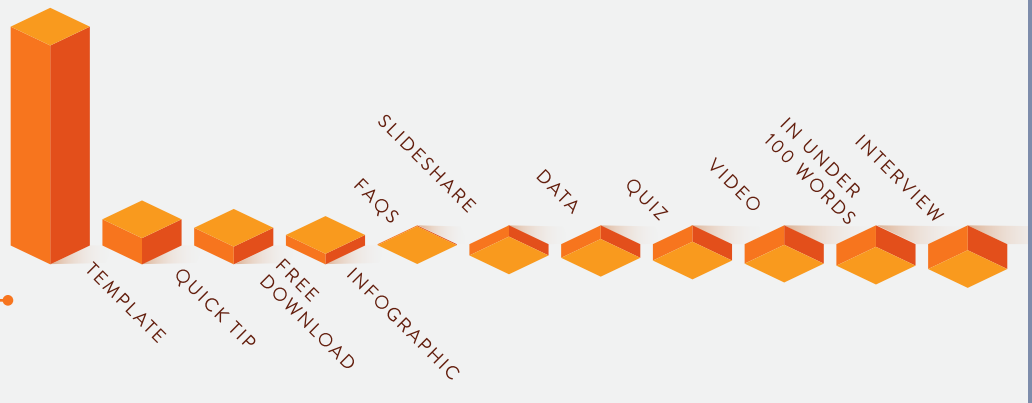 TEMPLATE
QUICK TIP
FREE
DOWNLOAD
INFOGRAPHIC
FAQS
SLIDESHARE
DATA
QUIZ
VIDEO
IN UNDER
100 WORDS
INTERVIEW